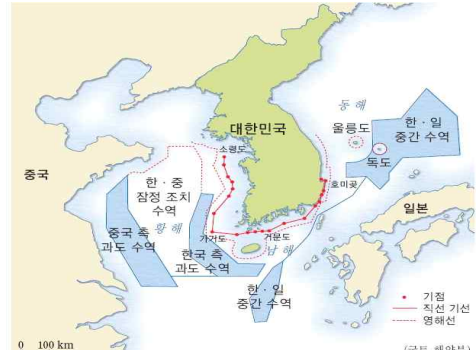 동 해
울릉도
한 · 일
중간 수역
독도
대한민국
소령도
호미곶
중국
한 · 중
잠정 조치
수역
황 해
중국 측
과도 수역
가거도
한국 측
과도 수역
거문도
남 해
한 · 일
중간 수역
일본
기점
직선 기선
영해선
0 100 km